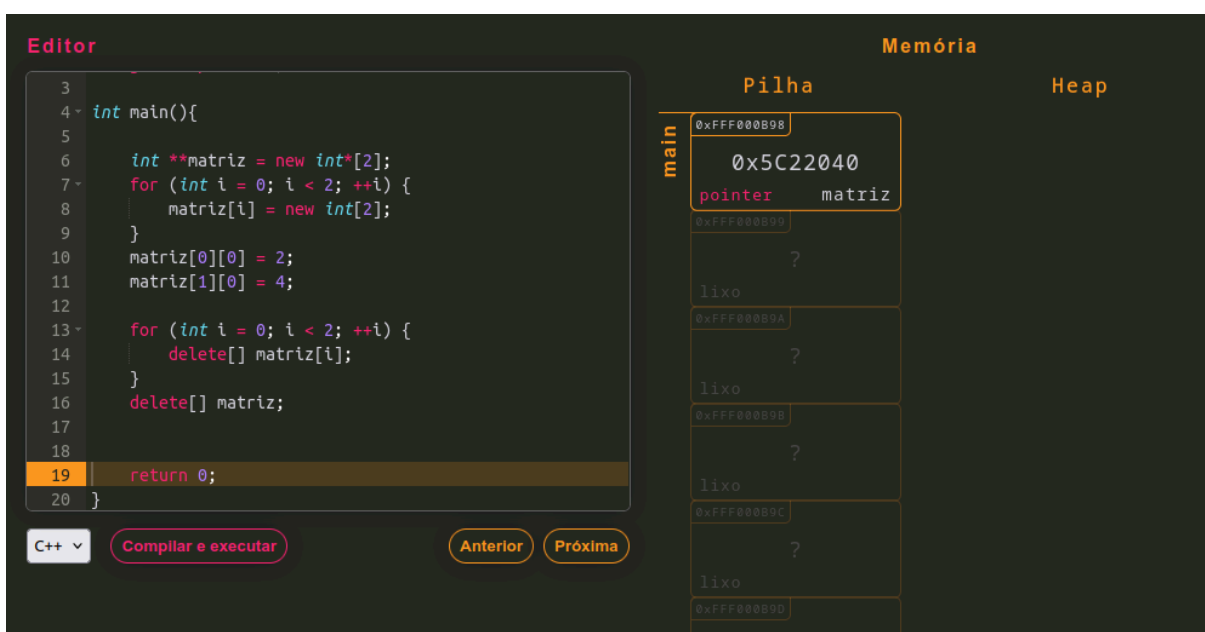 Editor
3
4 int main(){
5
6 int **matriz = new int*[2];
7 for (int i = 0; i < 2; ++i) {
8 matriz[i] = new int[2];
9 }
10 matriz[0][0] = 2;
11 matriz[1][0] = 4;
12
13 for (int i = 0; i < 2; ++i) {
14 delete[] matriz[i];
15 }
16 delete[] matriz;
17
18
19 return 0;
20 }
C++
Compilar e executar
Anterior
Próxima
Memória
Pilha
Heap
main
0xFFF000B98
0x5C22040
pointer matriz
0xFFF000B99
?
lixo
0xFFF000B9A
?
lixo
0xFFF000B9B
?
lixo
0xFFF000B9C
?
lixo
0xFFF000B9D